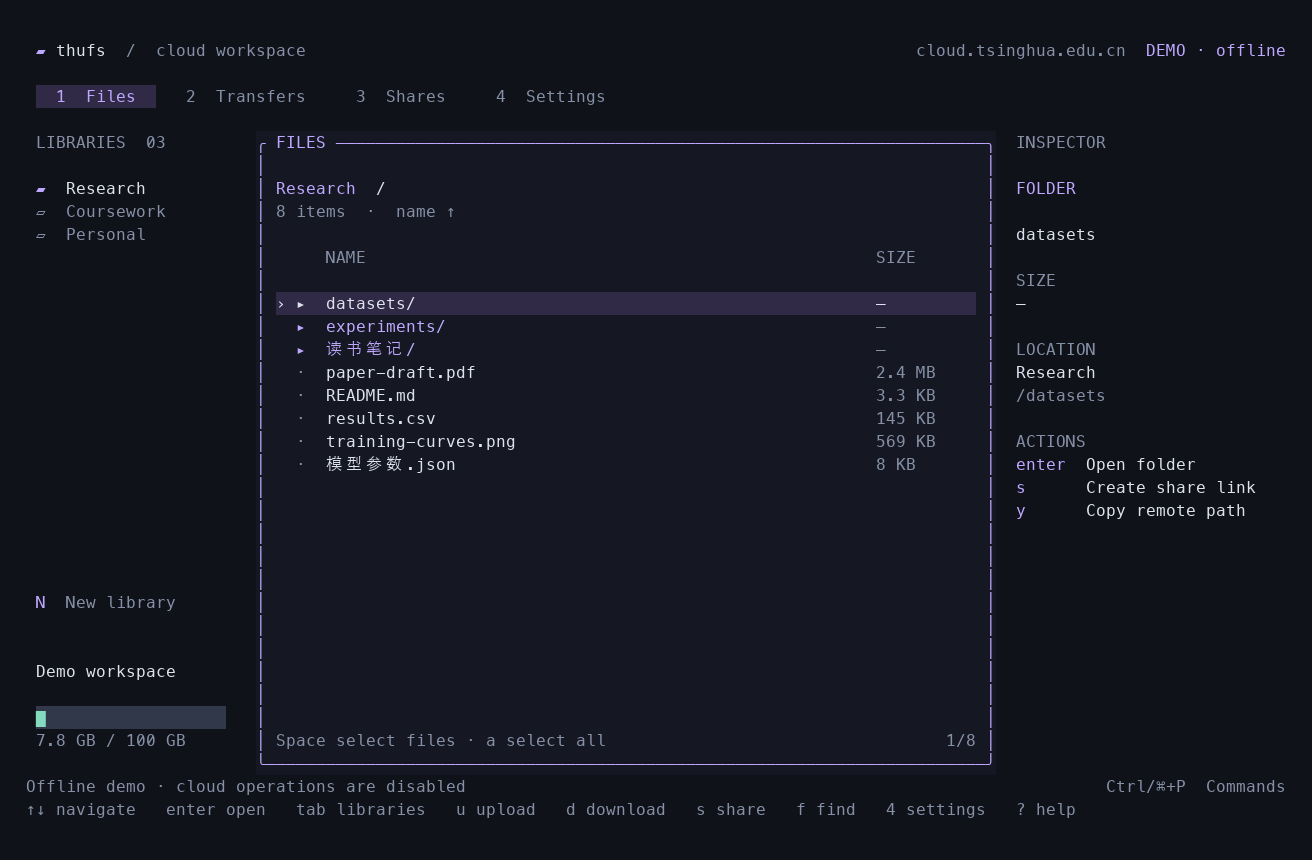 ▰ thufs / cloud workspace
cloud.tsinghua.edu.cn DEMO · offline
1 Files 2 Transfers 3 Shares 4 Settings
LIBRARIES 03
▰ Research
▱ Coursework
▱ Personal
N New library
Demo workspace
7.8 GB / 100 GB
FILES
Research /
8 items · name ↑
NAME SIZE
› ▸ datasets/ —
▸ experiments/ —
▸ 读书笔记/ —
· paper-draft.pdf 2.4 MB
· README.md 3.3 KB
· results.csv 145 KB
· training-curves.png 569 KB
· 模型参数.json 8 KB
Space select files · a select all 1/8
INSPECTOR
FOLDER
datasets
SIZE
—
LOCATION
Research
/datasets
ACTIONS
enter Open folder
s Create share link
y Copy remote path
Offline demo · cloud operations are disabled Ctrl/⌘+P Commands
↑↓ navigate enter open tab libraries u upload d download s share f find 4 settings ? help